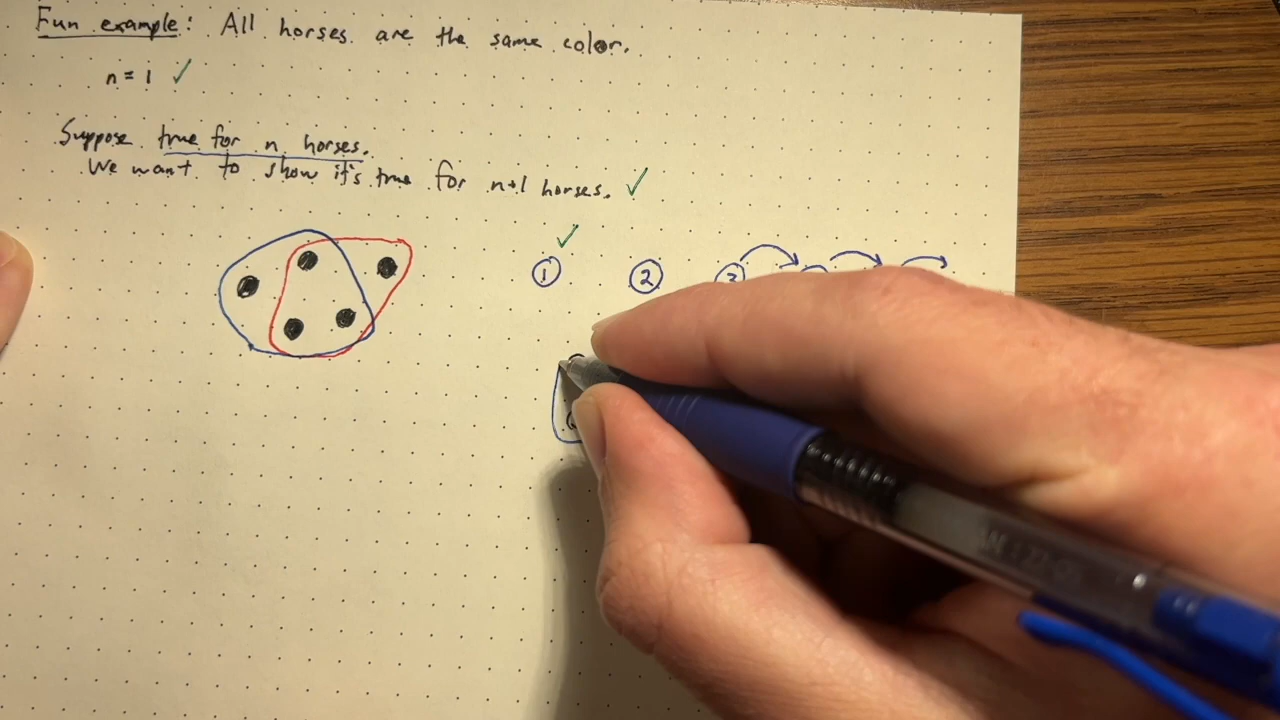 Fun example: All horses are the same color.
n = 1 ✓
Suppose true for n horses.
We want to show it's true for n+1 horses. ✓
✓
1 2 3